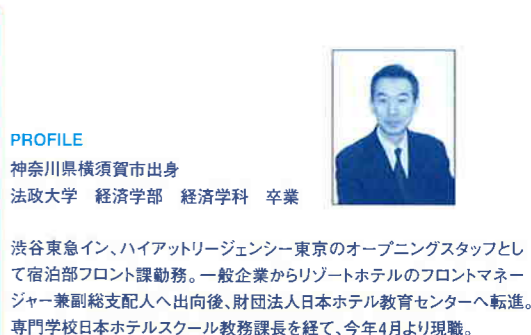 PROFILE
神奈川県横須賀市出身
法政大学　経済学部　経済学科　卒業
渋谷東急イン、ハイアットリージェンシー東京のオープニングスタッフとし
て宿泊部フロント課勤務。一般企業からリゾートホテルのフロントマネー
ジャー兼副総支配人へ出向後、財団法人日本ホテル教育センターへ転進。
専門学校日本ホテルスクール教務課長を経て、今年4月より現職。